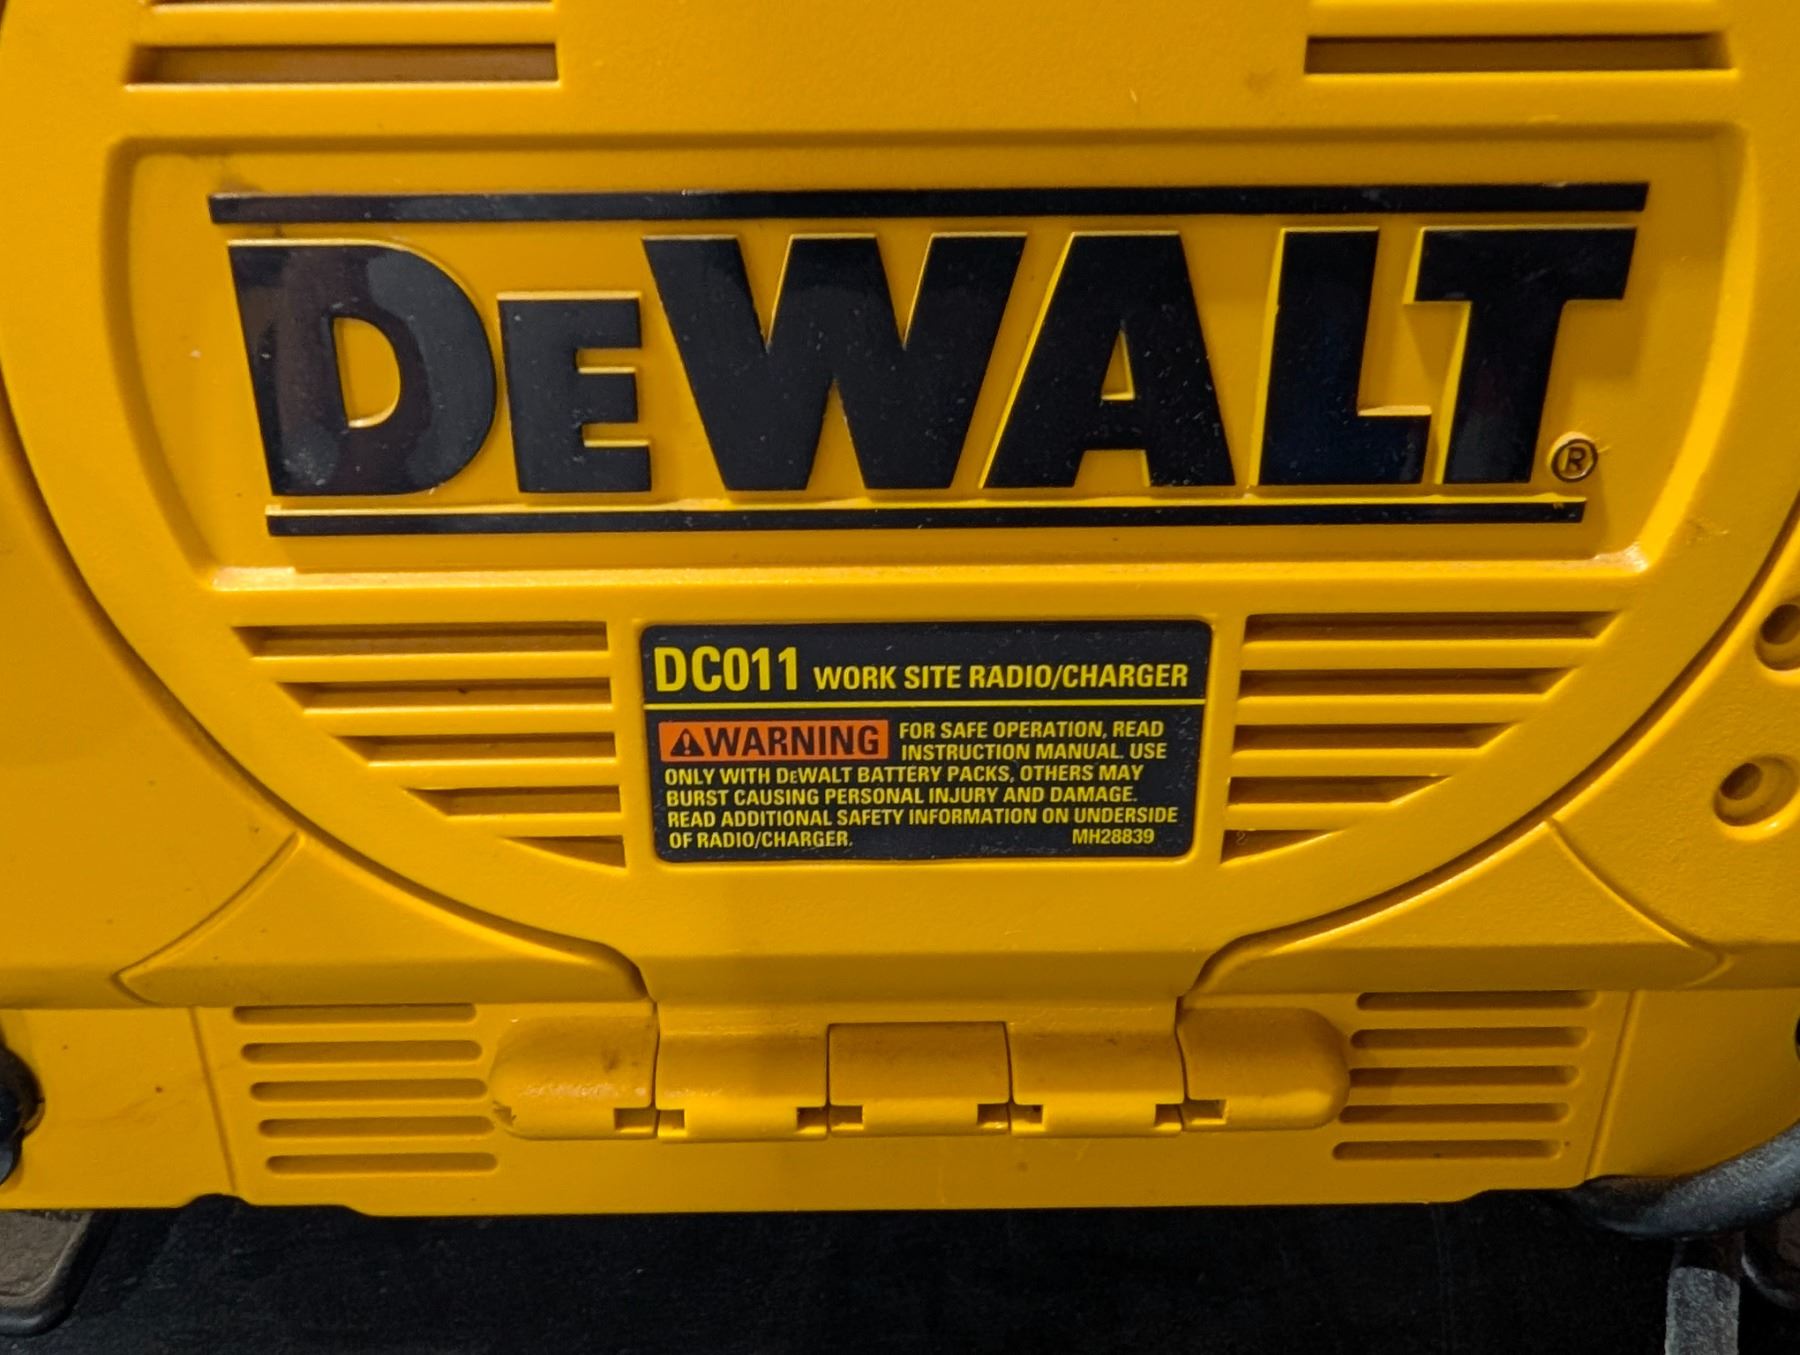 DEWALT®
DC011 WORK SITE RADIO/CHARGER
⚠WARNING FOR SAFE OPERATION, READ
INSTRUCTION MANUAL. USE
ONLY WITH DEWALT BATTERY PACKS, OTHERS MAY
BURST CAUSING PERSONAL INJURY AND DAMAGE.
READ ADDITIONAL SAFETY INFORMATION ON UNDERSIDE
OF RADIO/CHARGER. MH28839